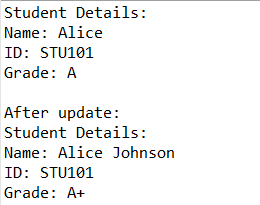 Student Details:
Name: Alice
ID: STU101
Grade: A

After update:
Student Details:
Name: Alice Johnson
ID: STU101
Grade: A+